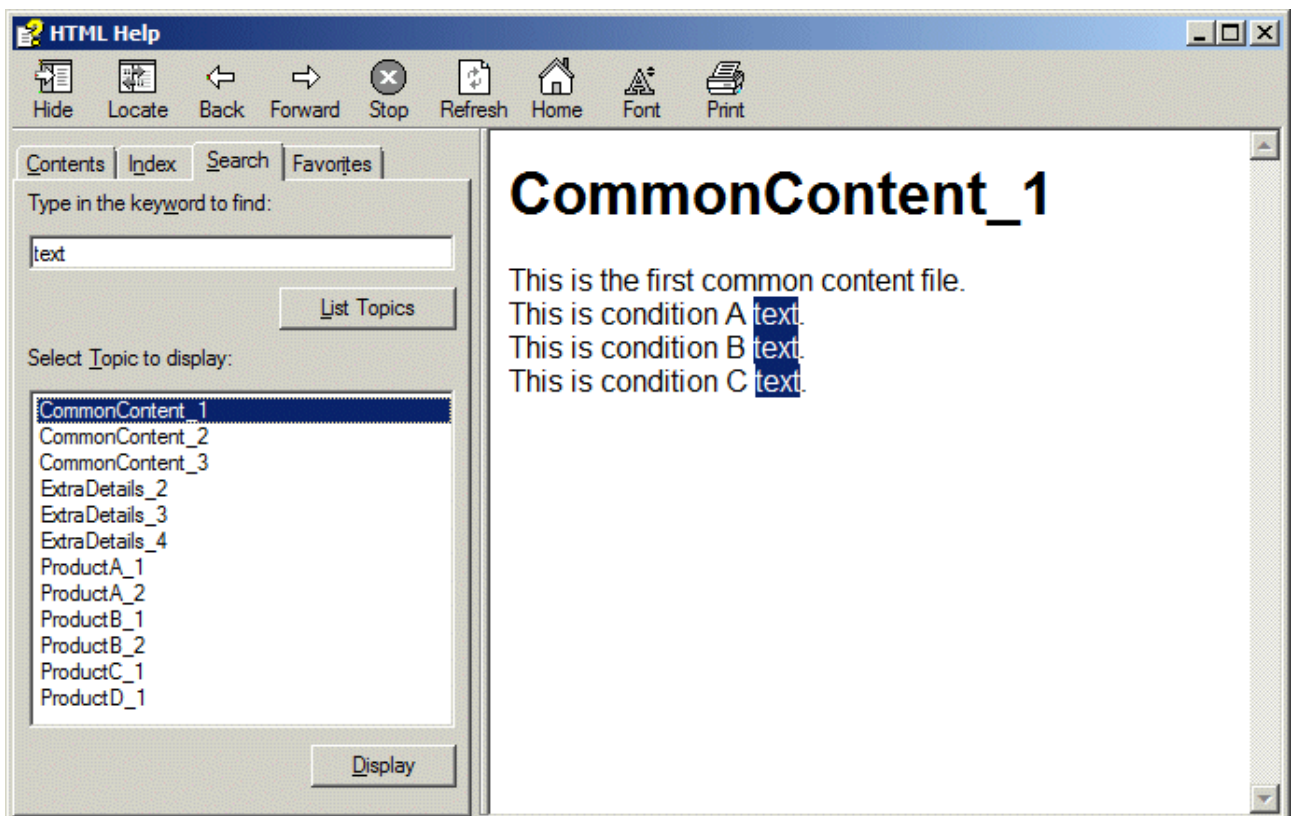 HTML Help
Hide Locate Back Forward Stop Refresh Home Font Print
Contents Index Search Favorites
Type in the keyword to find:
text
List Topics
Select Topic to display:
CommonContent_1
CommonContent_2
CommonContent_3
ExtraDetails_2
ExtraDetails_3
ExtraDetails_4
ProductA_1
ProductA_2
ProductB_1
ProductB_2
ProductC_1
ProductD_1
Display
CommonContent_1
This is the first common content file.
This is condition A text.
This is condition B text.
This is condition C text.